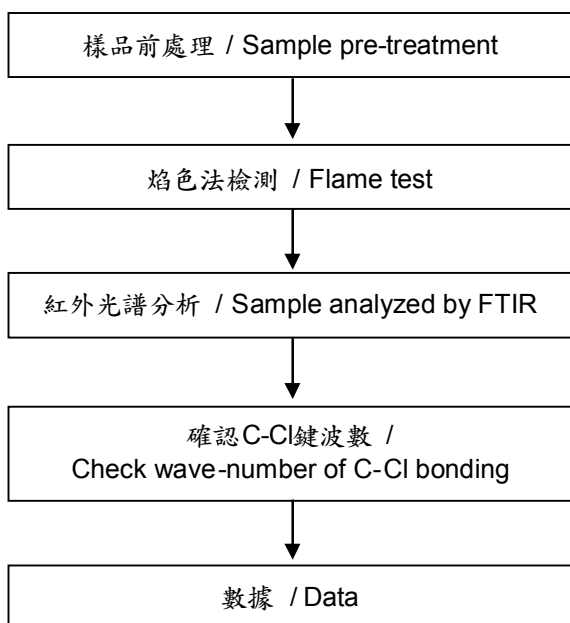 樣品前處理 / Sample pre-treatment
焰色法檢測 / Flame test
紅外光譜分析 / Sample analyzed by FTIR
確認C-Cl鍵波數 /
Check wave-number of C-Cl bonding
數據 / Data